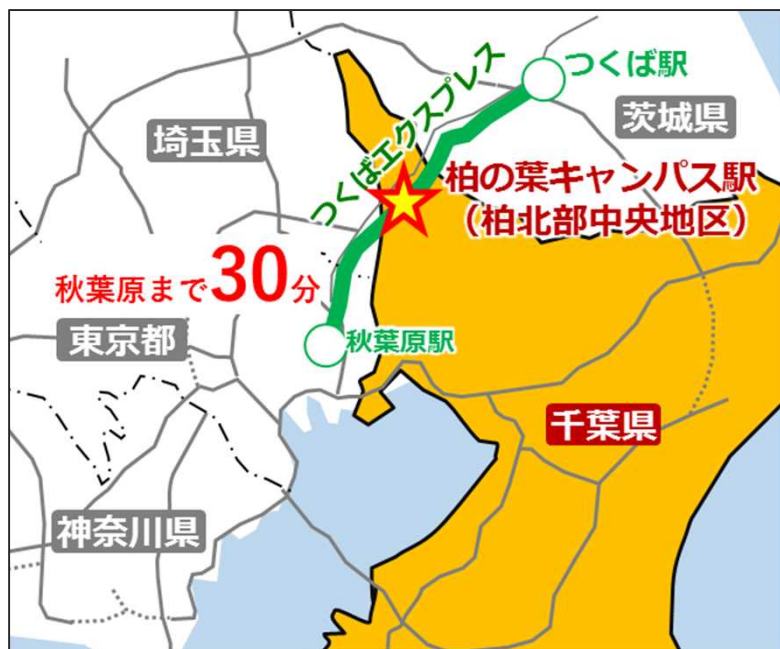 つくば駅
茨城県
埼玉県
つくばエクスプレス
柏の葉キャンパス駅
（柏北部中央地区）
秋葉原まで30分
東京都
秋葉原駅
千葉県
神奈川県